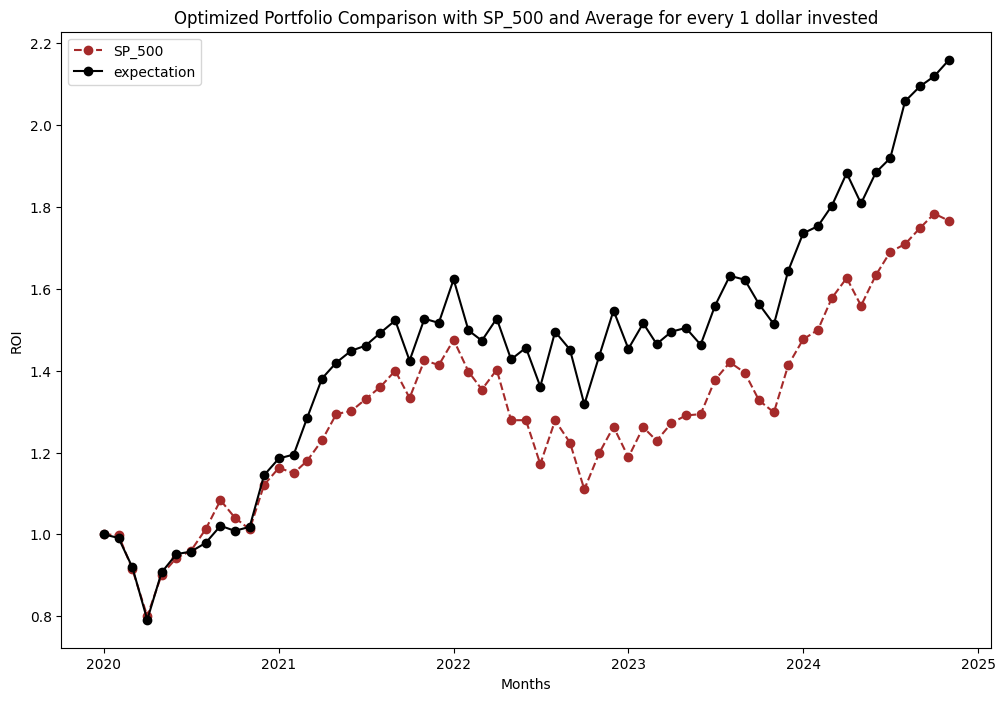 Optimized Portfolio Comparison with SP_500 and Average for every 1 dollar invested
SP_500
expectation
ROI
2.2
2.0
1.8
1.6
1.4
1.2
1.0
0.8
2020
2021
2022
2023
2024
2025
Months